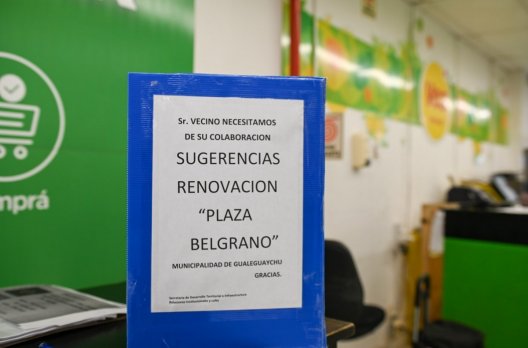 Sr. VECINO NECESITAMOS
DE SU COLABORACION
SUGERENCIAS
RENOVACION
“PLAZA
BELGRANO”
MUNICIPALIDAD DE GUALEGUAYCHU
GRACIAS.
Secretaria de Desarrollo Territorial e Infraestructura
mprá